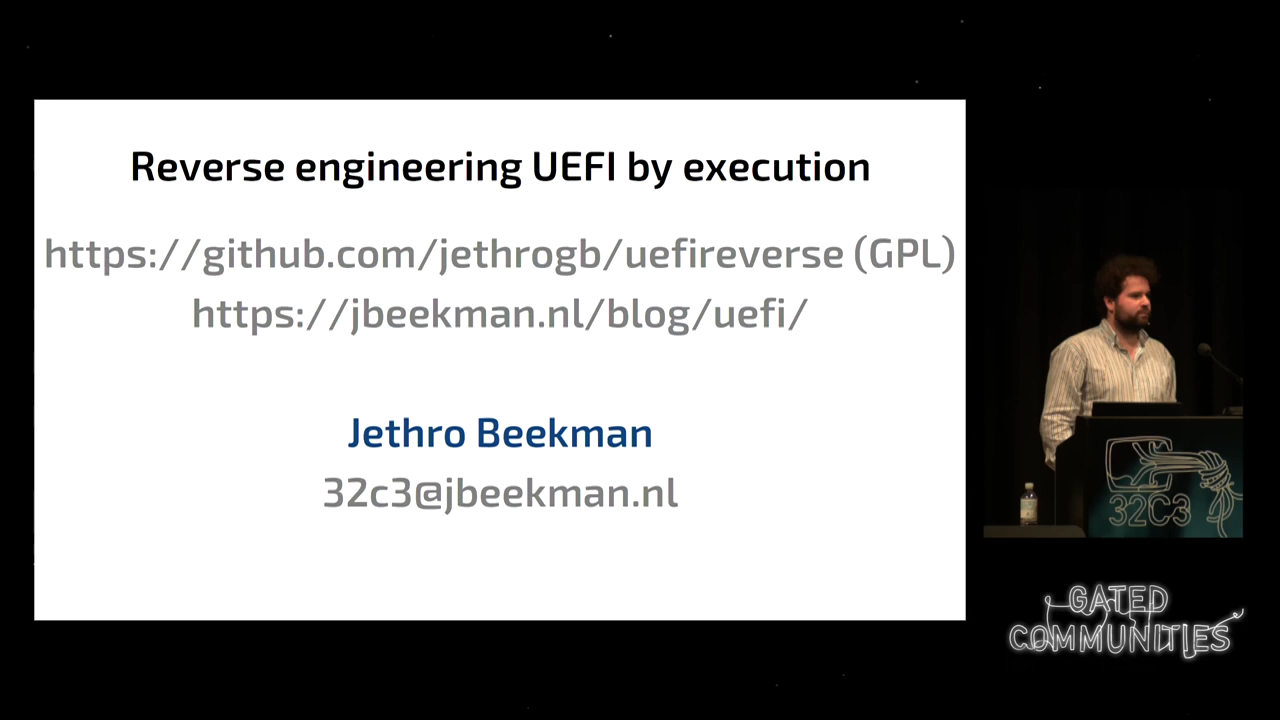 Reverse engineering UEFI by execution
https://github.com/jethrogb/uefireverse (GPL)
https://jbeekman.nl/blog/uefi/
Jethro Beekman
32c3@jbeekman.nl
32C3
GATED
COMMUNITIES